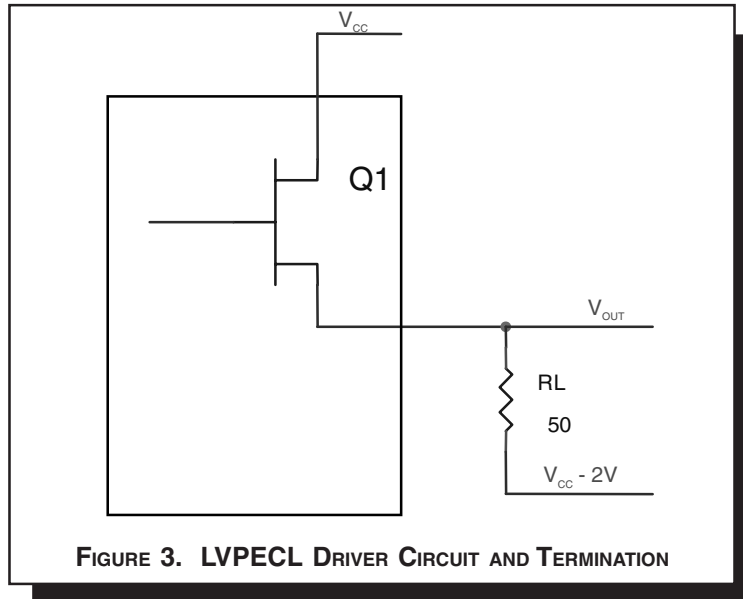 V_CC
Q1
V_OUT
RL
50
V_CC - 2V
FIGURE 3. LVPECL DRIVER CIRCUIT AND TERMINATION